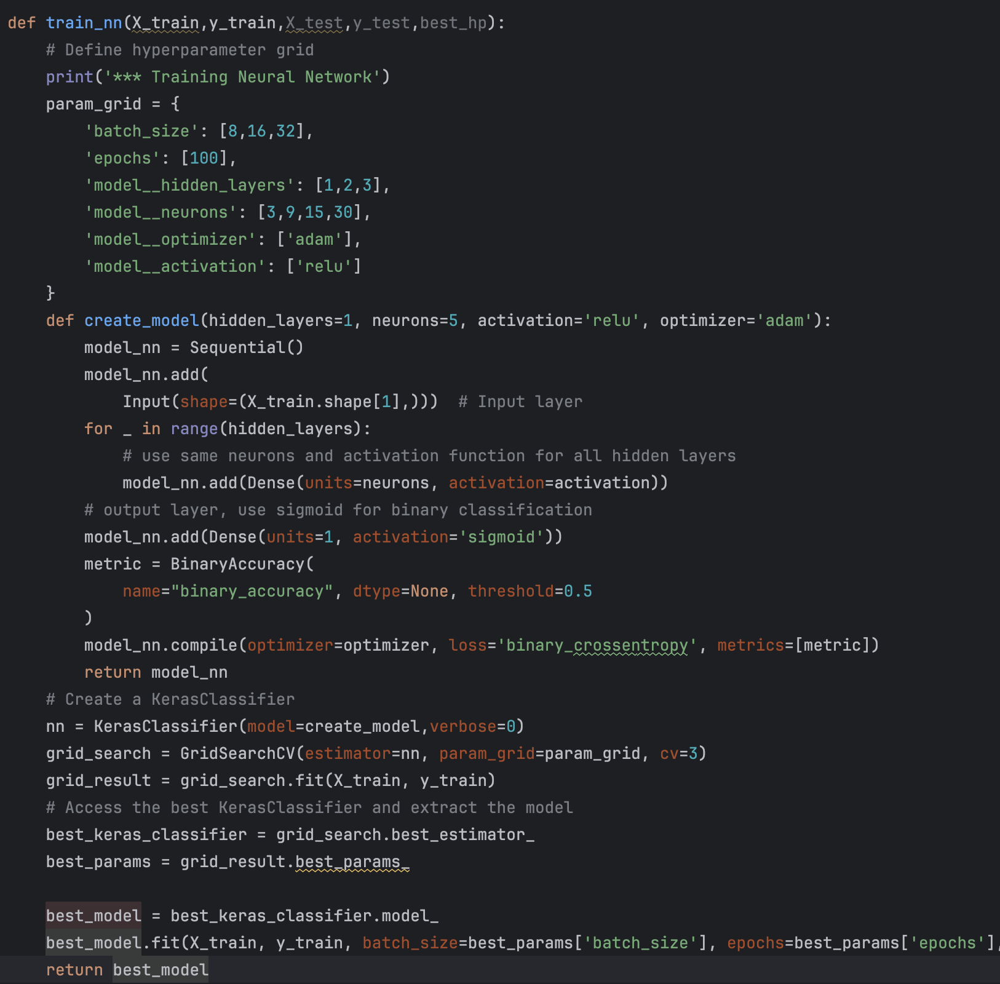 def train_nn(X_train,y_train,X_test,y_test,best_hp):
    # Define hyperparameter grid
    print('*** Training Neural Network')
    param_grid = {
        'batch_size': [8,16,32],
        'epochs': [100],
        'model__hidden_layers': [1,2,3],
        'model__neurons': [3,9,15,30],
        'model__optimizer': ['adam'],
        'model__activation': ['relu']
    }
    def create_model(hidden_layers=1, neurons=5, activation='relu', optimizer='adam'):
        model_nn = Sequential()
        model_nn.add(
            Input(shape=(X_train.shape[1],)))  # Input layer
        for _ in range(hidden_layers):
            # use same neurons and activation function for all hidden layers
            model_nn.add(Dense(units=neurons, activation=activation))
        # output layer, use sigmoid for binary classification
        model_nn.add(Dense(units=1, activation='sigmoid'))
        metric = BinaryAccuracy(
            name="binary_accuracy", dtype=None, threshold=0.5
        )
        model_nn.compile(optimizer=optimizer, loss='binary_crossentropy', metrics=[metric])
        return model_nn
    # Create a KerasClassifier
    nn = KerasClassifier(model=create_model,verbose=0)
    grid_search = GridSearchCV(estimator=nn, param_grid=param_grid, cv=3)
    grid_result = grid_search.fit(X_train, y_train)
    # Access the best KerasClassifier and extract the model
    best_keras_classifier = grid_search.best_estimator_
    best_params = grid_result.best_params_

    best_model = best_keras_classifier.model_
    best_model.fit(X_train, y_train, batch_size=best_params['batch_size'], epochs=best_params['epochs'],
    return best_model